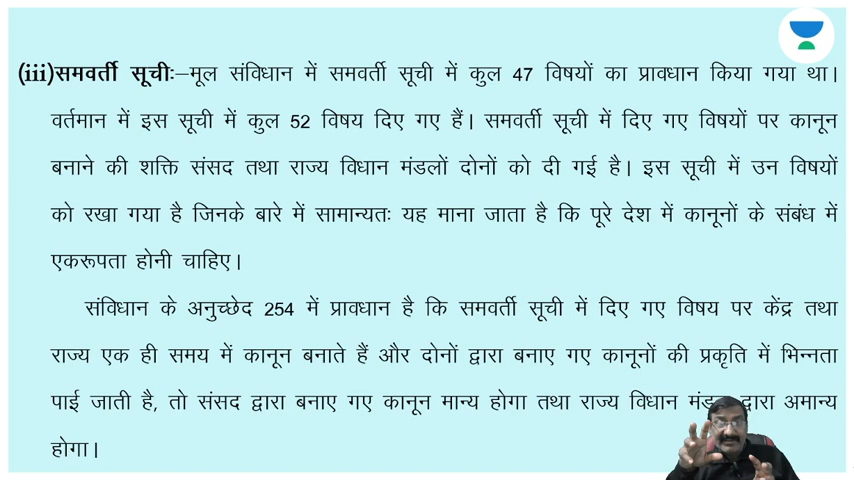 (iii)समवर्ती सूचीः–मूल संविधान में समवर्ती सूची में कुल 47 विषयों का प्रावधान किया गया था।
वर्तमान में इस सूची में कुल 52 विषय दिए गए हैं। समवर्ती सूची में दिए गए विषयों पर कानून
बनाने की शक्ति संसद तथा राज्य विधान मंडलों दोनों को दी गई है। इस सूची में उन विषयों
को रखा गया है जिनके बारे में सामान्यतः यह माना जाता है कि पूरे देश में कानूनों के संबंध में
एकरूपता होनी चाहिए।
संविधान के अनुच्छेद 254 में प्रावधान है कि समवर्ती सूची में दिए गए विषय पर केंद्र तथा
राज्य एक ही समय में कानून बनाते हैं और दोनों द्वारा बनाए गए कानूनों की प्रकृति में भिन्नता
पाई जाती है, तो संसद द्वारा बनाए गए कानून मान्य होगा तथा राज्य विधान द्वारा अमान्य
होगा।